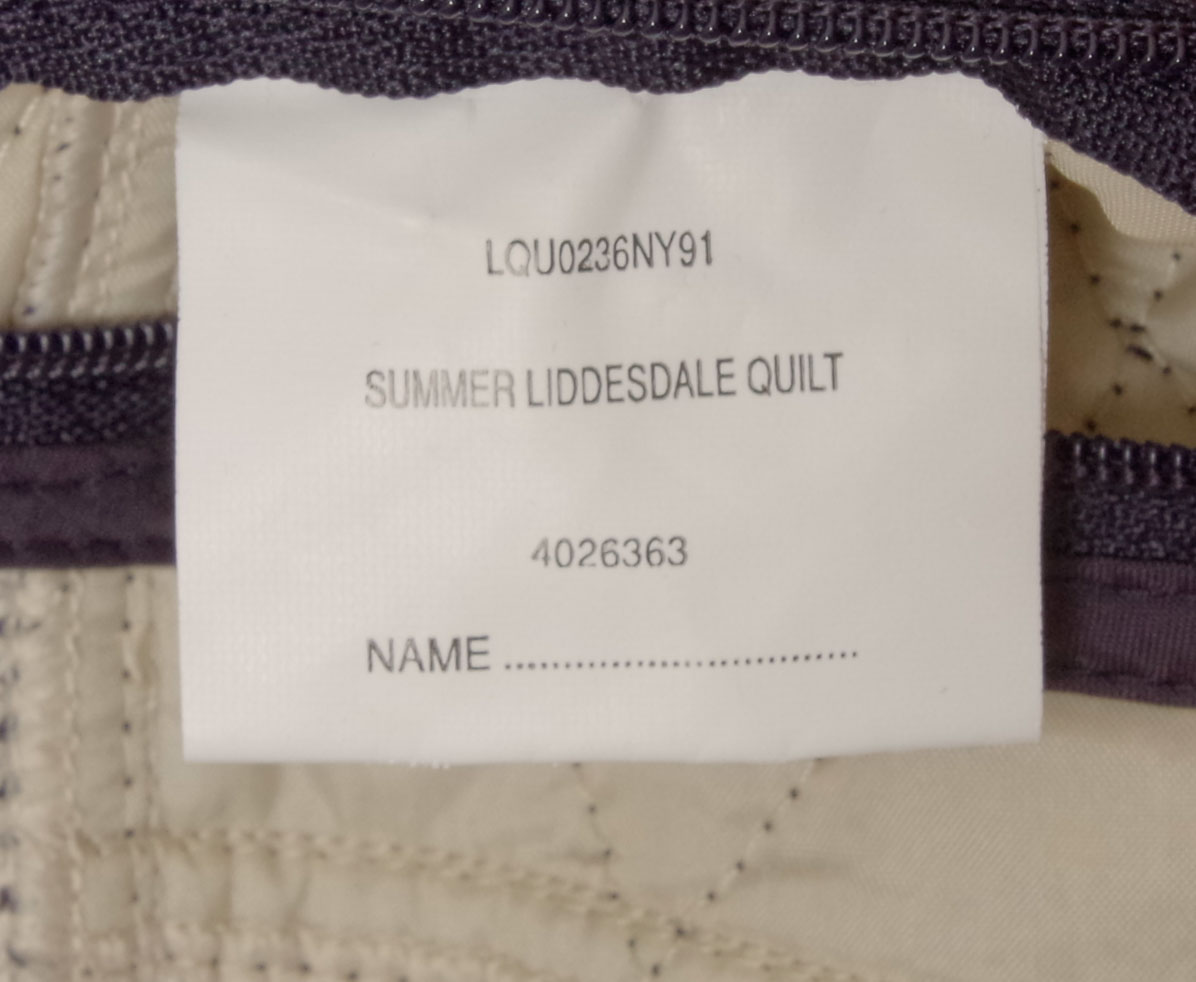 LQU0236NY91
SUMMER LIDDESDALE QUILT
4026363
NAME ................................